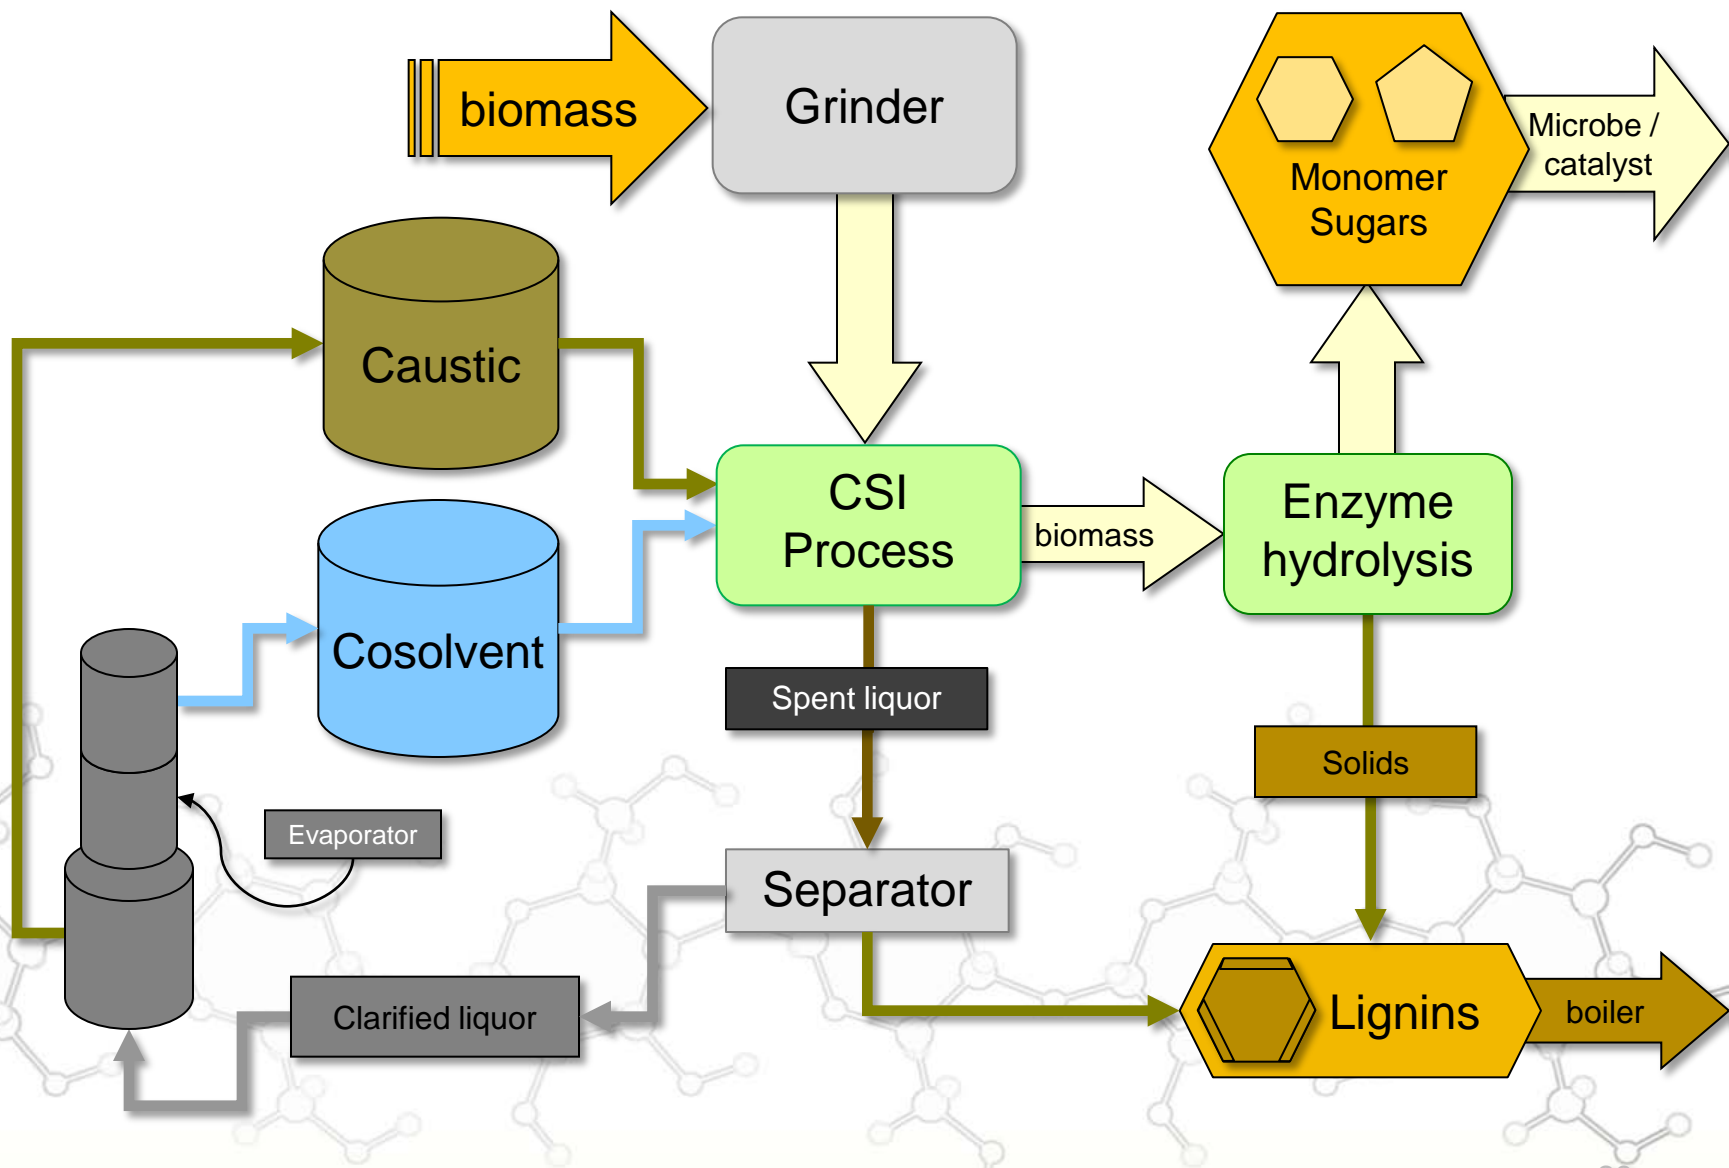 biomass
Grinder
Microbe /
catalyst
Monomer
Sugars
Caustic
CSI
Process
biomass
Enzyme
hydrolysis
Cosolvent
Spent liquor
Solids
Evaporator
Separator
Clarified liquor
Lignins
boiler